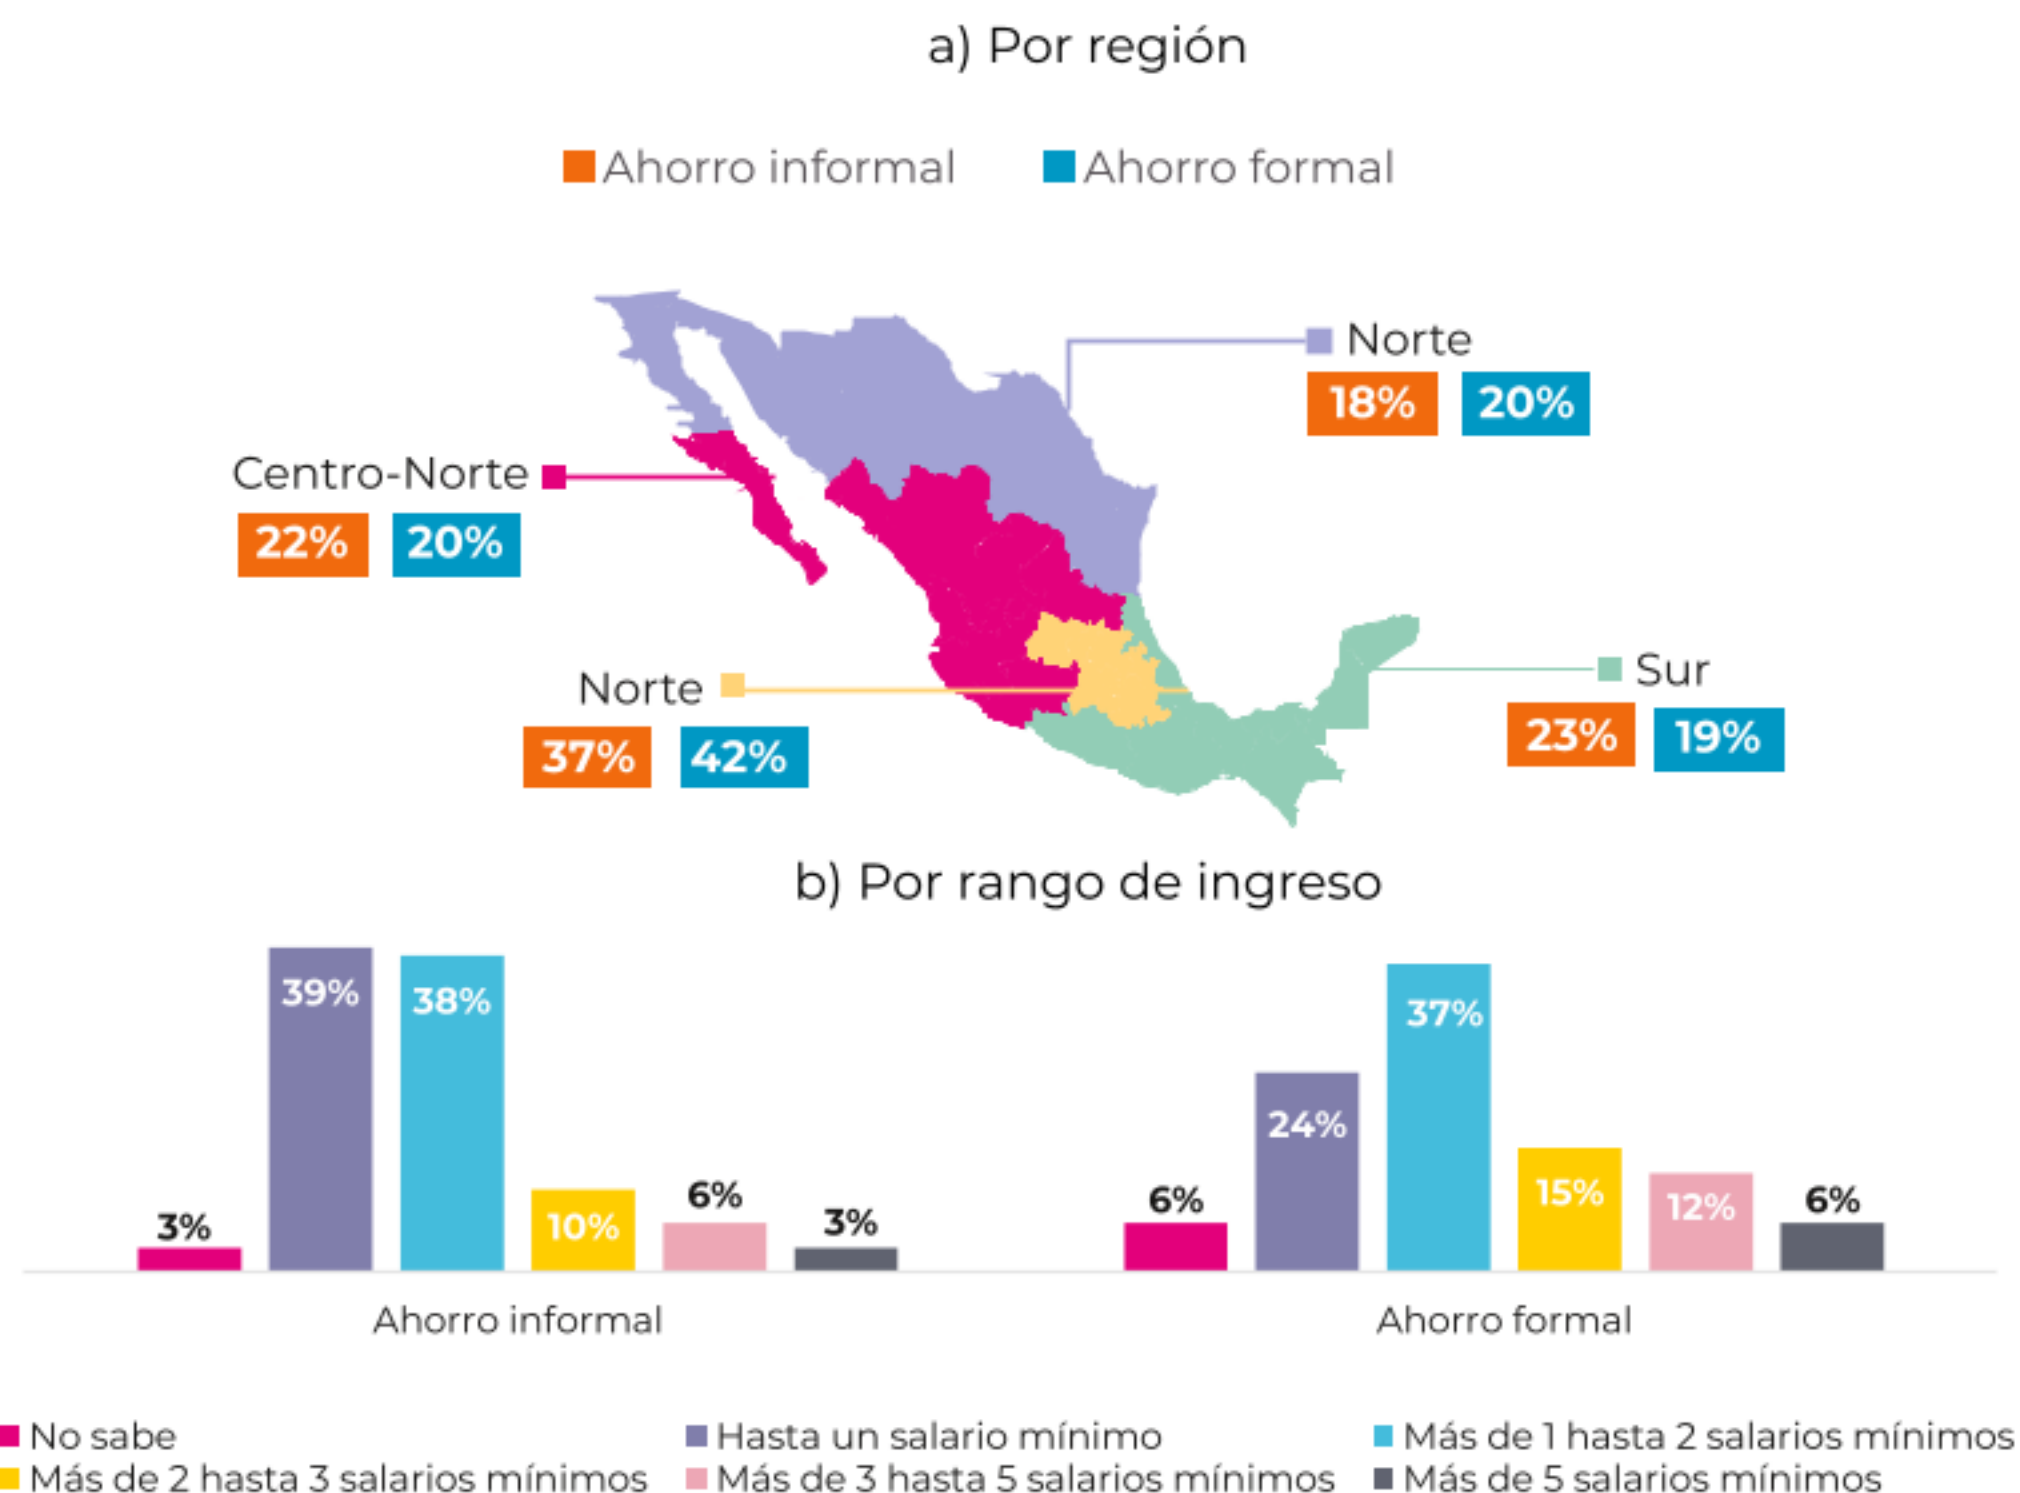 a) Por región
Ahorro informal Ahorro formal
Norte
18% 20%
Centro-Norte
22% 20%
Norte
37% 42%
Sur
23% 19%
b) Por rango de ingreso
3% 39% 38% 10% 6% 3%
6% 24% 37% 15% 12% 6%
Ahorro informal Ahorro formal
No sabe Hasta un salario mínimo Más de 1 hasta 2 salarios mínimos
Más de 2 hasta 3 salarios mínimos Más de 3 hasta 5 salarios mínimos Más de 5 salarios mínimos